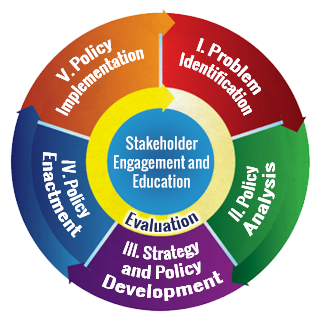 I. Problem
Identification
II. Policy
Analysis
III. Strategy
and Policy
Development
IV. Policy
Enactment
V. Policy
Implementation
Stakeholder
Engagement and
Education
Evaluation